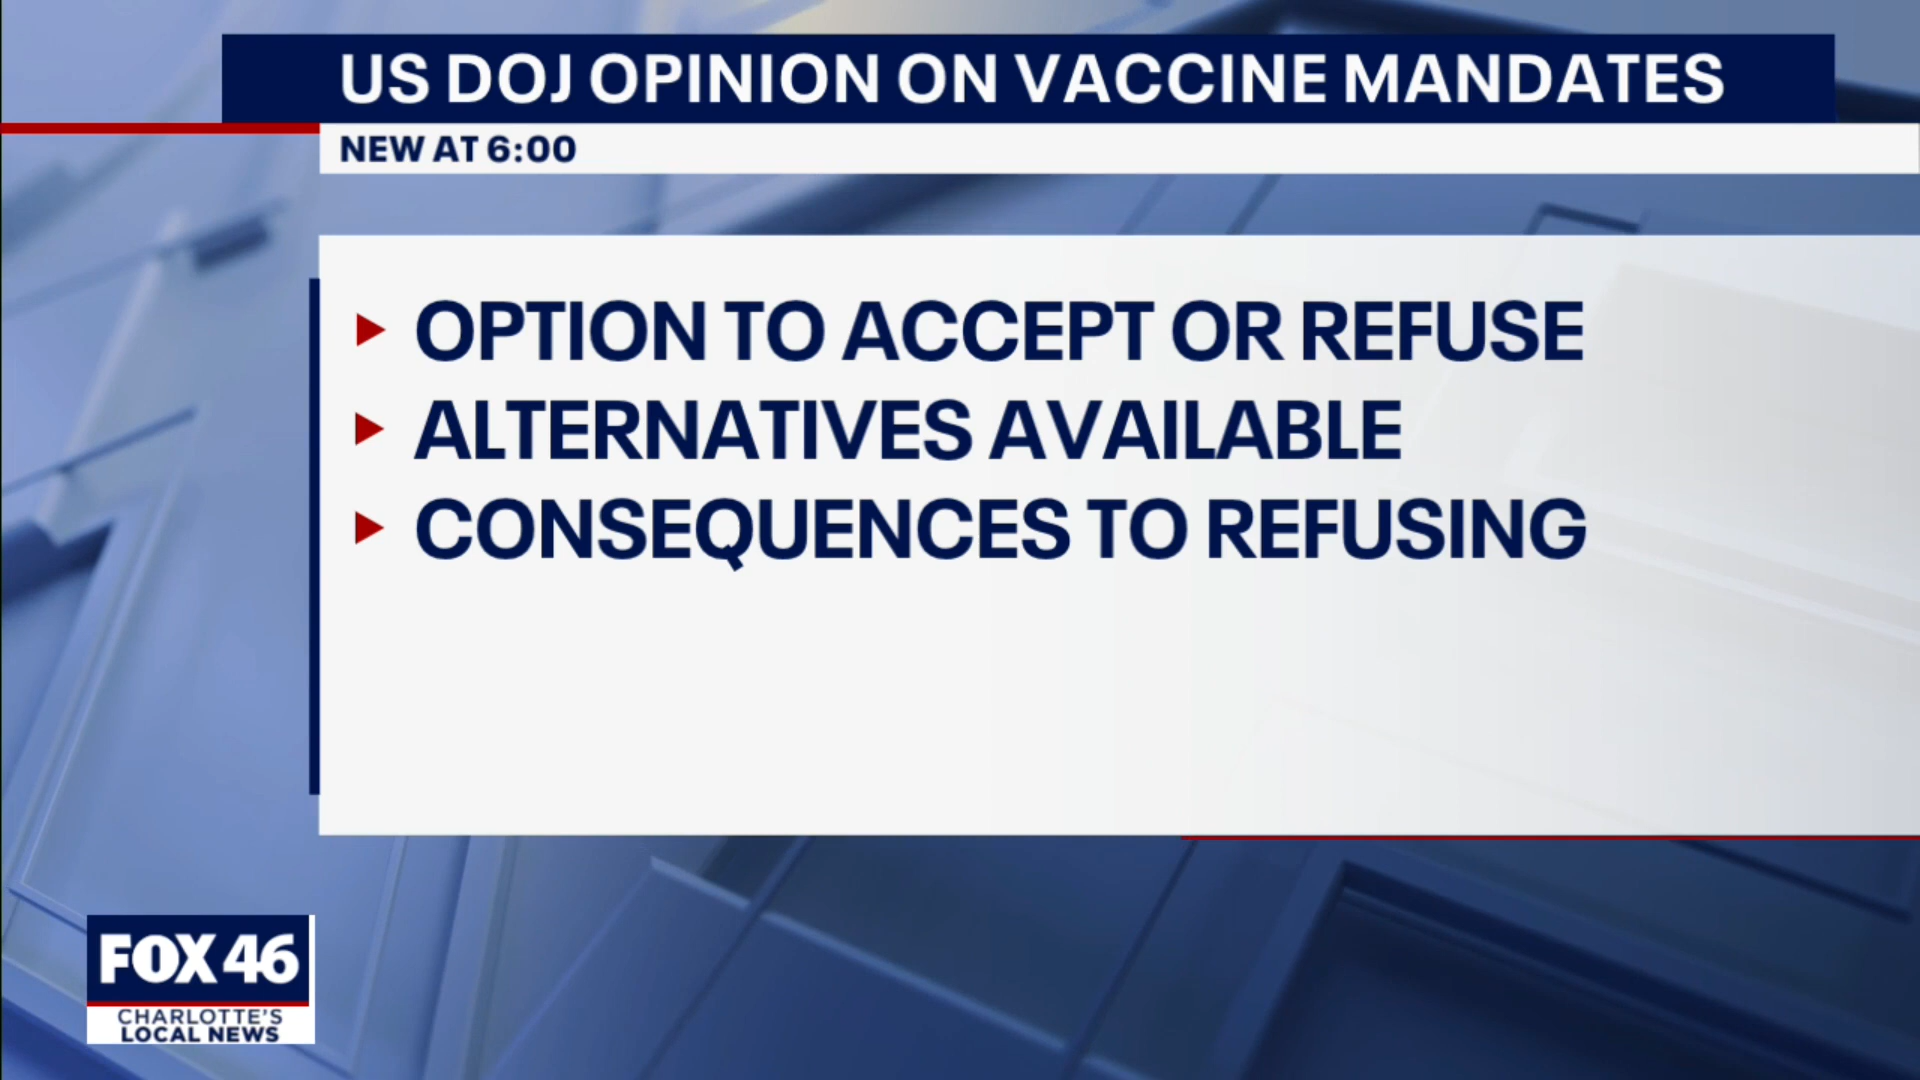 US DOJ OPINION ON VACCINE MANDATES
NEW AT 6:00
OPTION TO ACCEPT OR REFUSE
ALTERNATIVES AVAILABLE
CONSEQUENCES TO REFUSING
FOX 46
CHARLOTTE'S
LOCAL NEWS